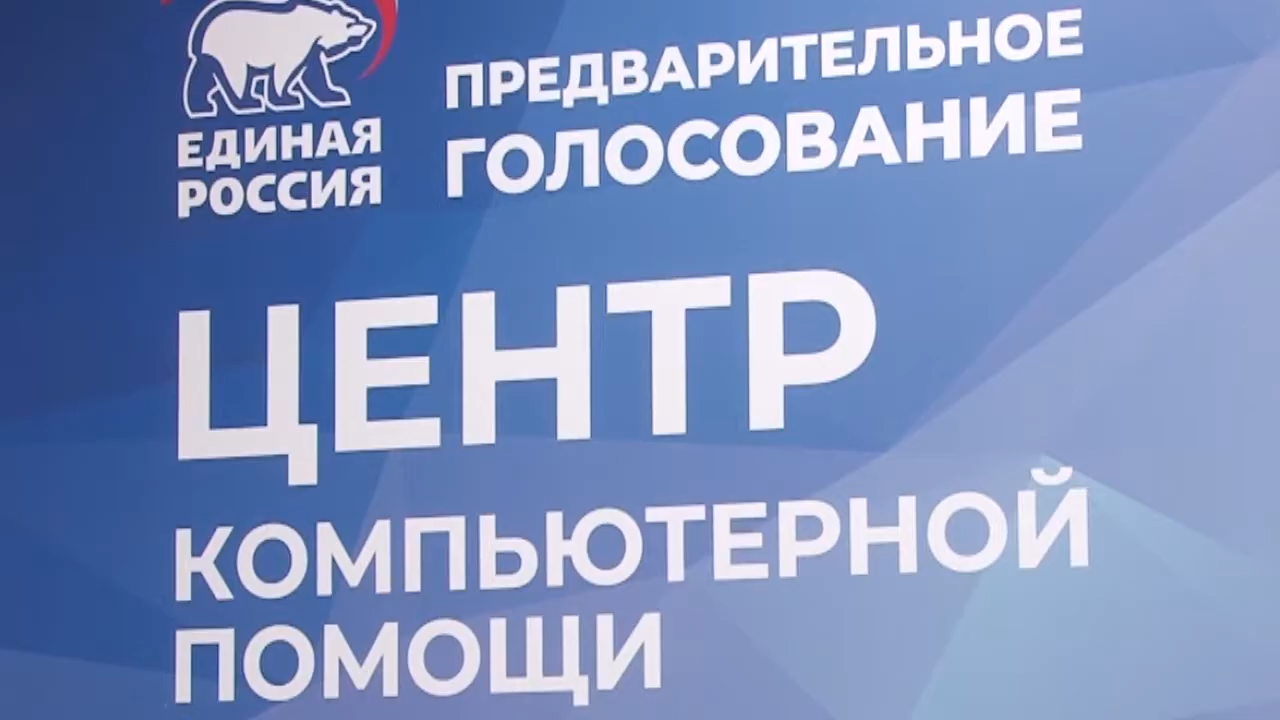 ЕДИНАЯ
РОССИЯ
ПРЕДВАРИТЕЛЬНОЕ
ГОЛОСОВАНИЕ
ЦЕНТР
КОМПЬЮТЕРНОЙ
ПОМОЩИ